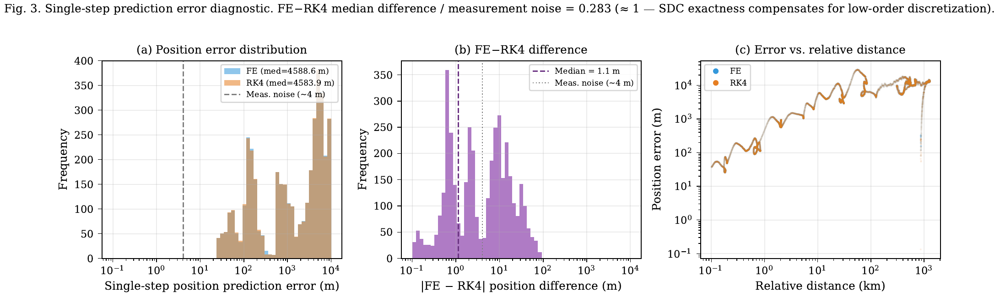 Fig. 3. Single-step prediction error diagnostic. FE−RK4 median difference / measurement noise = 0.283 (≈ 1 — SDC exactness compensates for low-order discretization).
(a) Position error distribution
400
350
300
250
200
150
100
50
0
Frequency
FE (med=4588.6 m)
RK4 (med=4583.9 m)
Meas. noise (~4 m)
10⁻¹ 10⁰ 10¹ 10² 10³ 10⁴
Single-step position prediction error (m)
(b) FE−RK4 difference
350
300
250
200
150
100
50
0
Frequency
Median = 1.1 m
Meas. noise (~4 m)
10⁻¹ 10⁰ 10¹ 10² 10³ 10⁴
|FE − RK4| position difference (m)
(c) Error vs. relative distance
10⁴
10³
10²
10¹
10⁰
10⁻¹
Position error (m)
FE
RK4
10⁻¹ 10⁰ 10¹ 10² 10³
Relative distance (km)